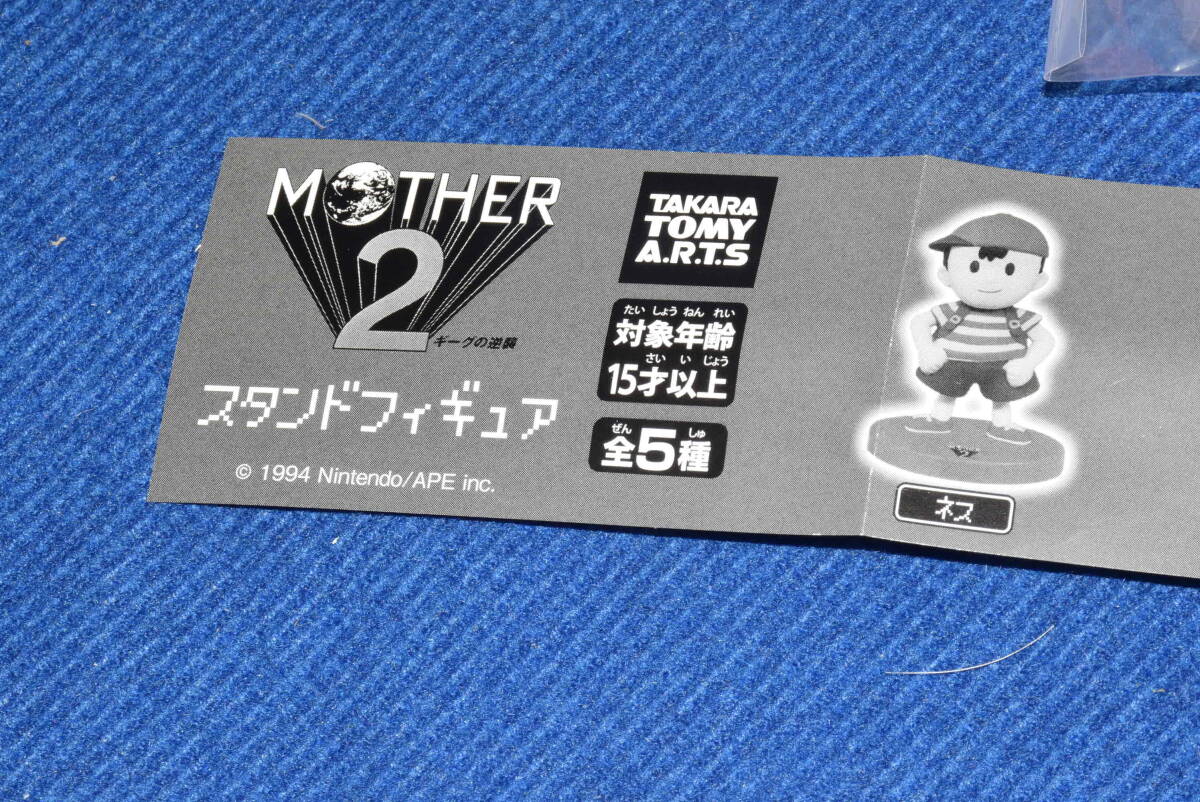 MOTHER
2
ギーグの逆襲
スタンドフィギュア
© 1994 Nintendo/APE inc.
TAKARA
TOMY
A.R.T.S
たいしょうねんれい
対象年齢
さいいじょう
15才以上
ぜん しゅ
全5種
ネス